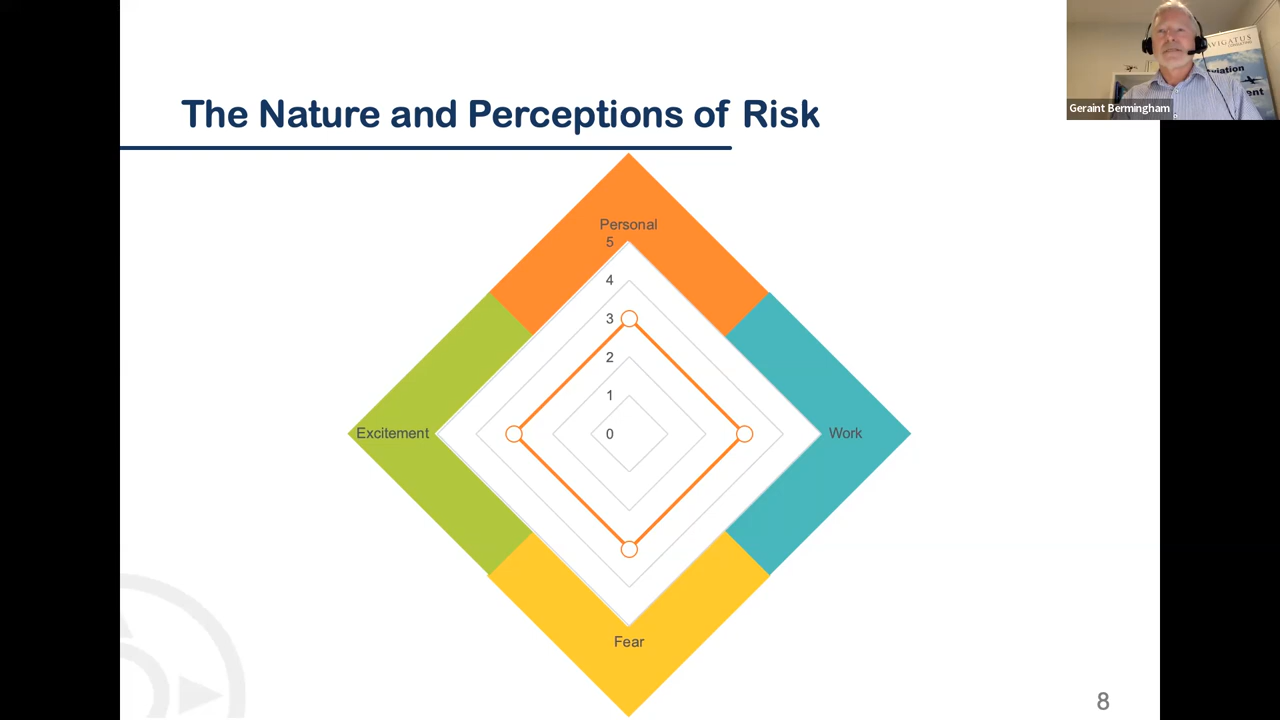 The Nature and Perceptions of Risk
Geraint Bermingham
Personal
5
4
3
2
1
0
Excitement
Work
Fear
8